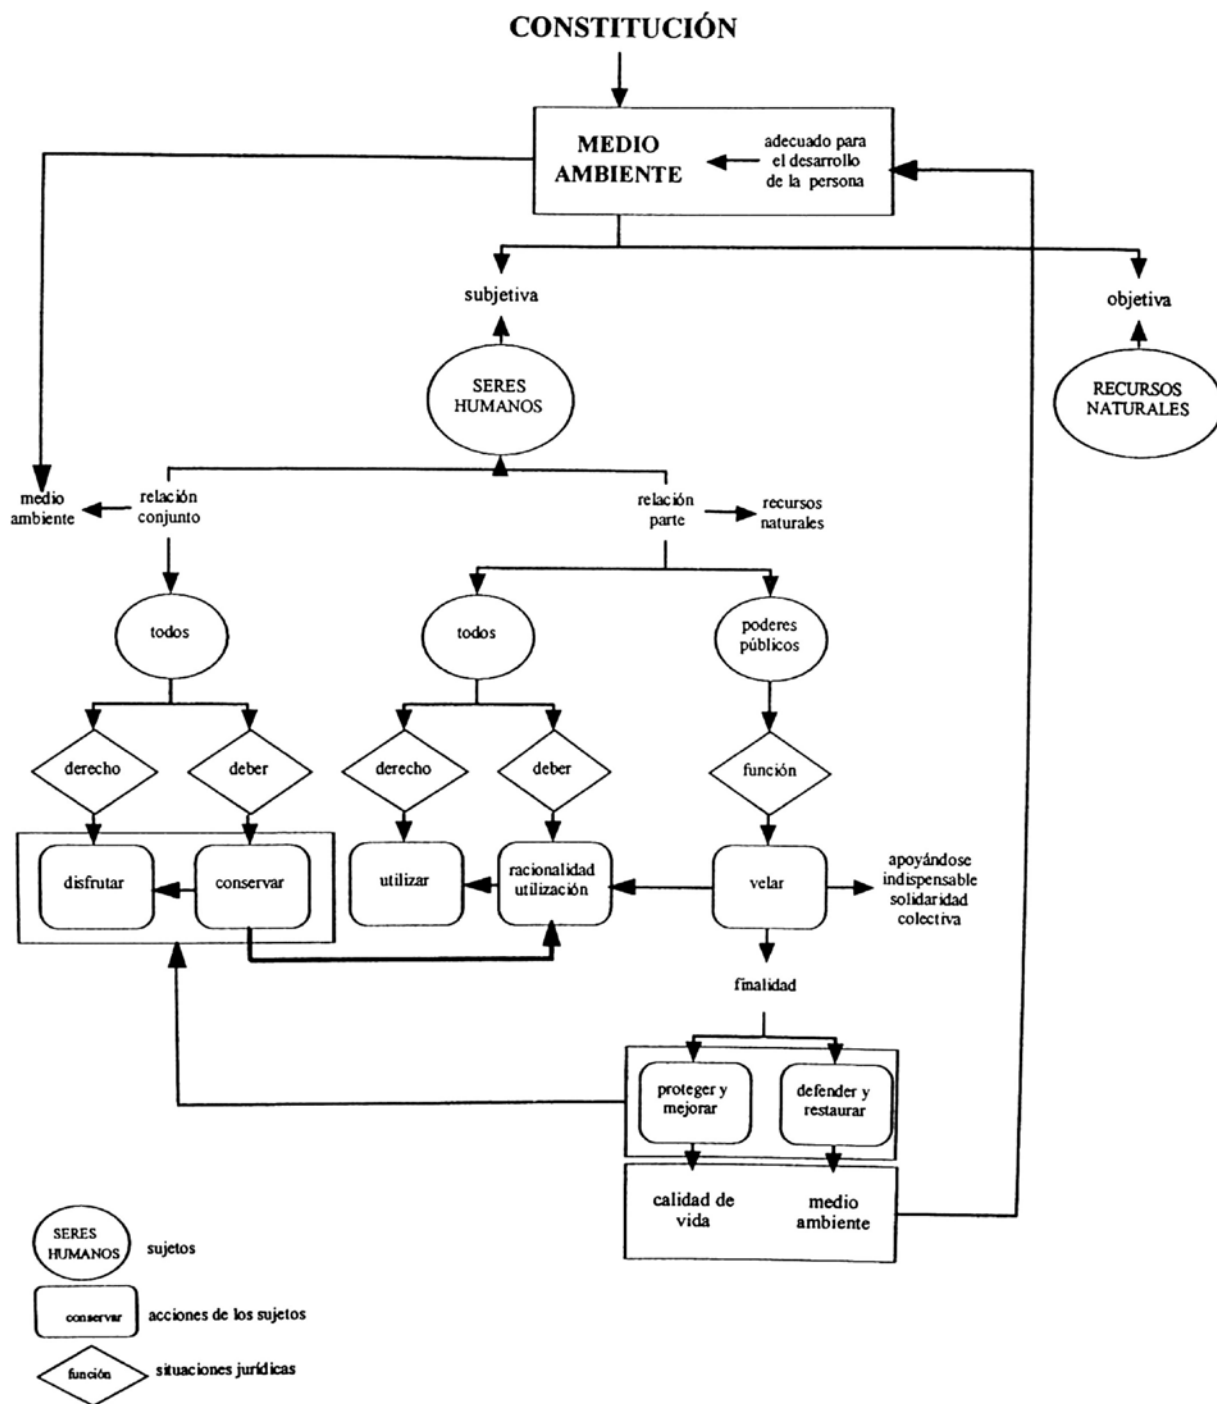 CONSTITUCIÓN
MEDIO
AMBIENTE
adecuado para
el desarrollo
de la persona
subjetiva
objetiva
SERES
HUMANOS
RECURSOS
NATURALES
medio
ambiente
relación
conjunto
relación
parte
recursos
naturales
todos
todos
poderes
públicos
derecho
deber
derecho
deber
función
disfrutar
conservar
utilizar
racionalidad
utilización
velar
apoyándose
indispensable
solidaridad
colectiva
finalidad
proteger y
mejorar
defender y
restaurar
calidad de
vida
medio
ambiente
SERES
HUMANOS
sujetos
conservar
acciones de los sujetos
función
situaciones jurídicas